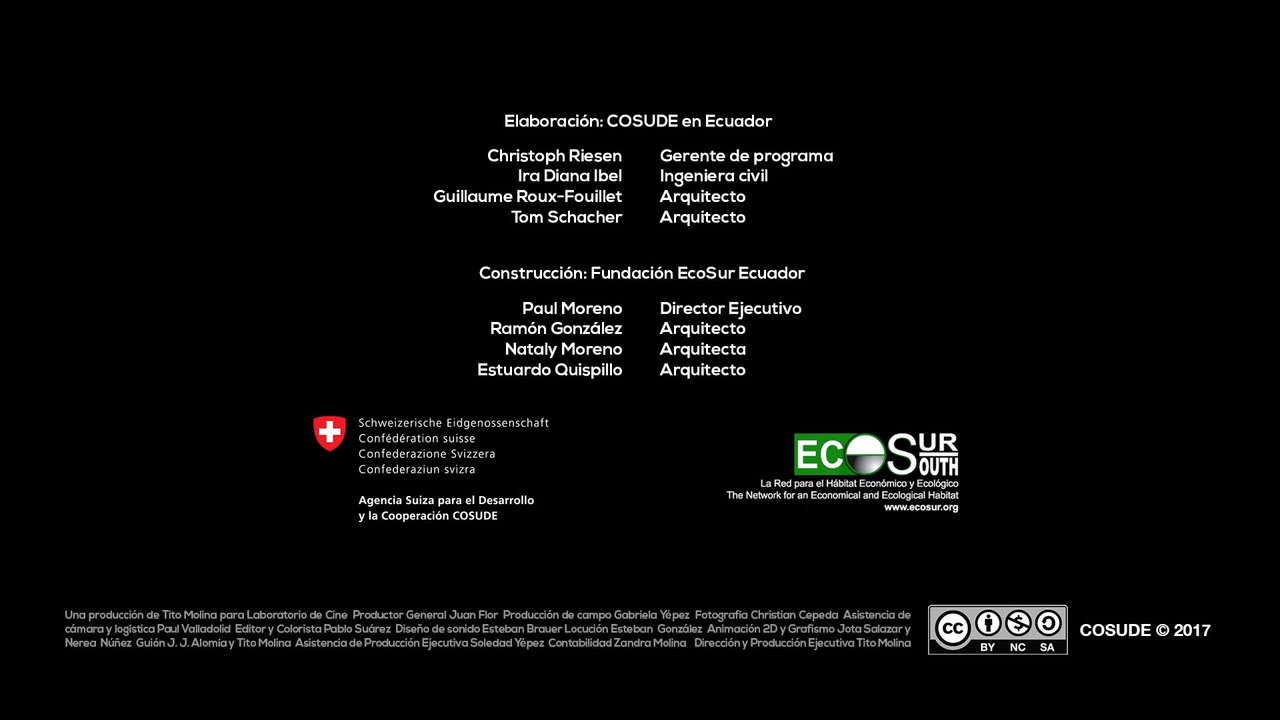 Elaboración: COSUDE en Ecuador
Christoph Riesen Gerente de programa
Ira Diana Ibel Ingeniera civil
Guillaume Roux-Fouillet Arquitecto
Tom Schacher Arquitecto
Construcción: Fundación EcoSur Ecuador
Paul Moreno Director Ejecutivo
Ramón González Arquitecto
Nataly Moreno Arquitecta
Estuardo Quispillo Arquitecto
Schweizerische Eidgenossenschaft
Confédération suisse
Confederazione Svizzera
Confederaziun svizra
Agencia Suiza para el Desarrollo
y la Cooperación COSUDE
ECOSUR
SOUTH
La Red para el Hábitat Económico y Ecológico
The Network for an Economical and Ecological Habitat
www.ecosur.org
Una producción de Tito Molina para Laboratorio de Cine Productor General Juan Flor Producción de campo Gabriela Yépez Fotografía Christian Cepeda Asistencia de
cámara y logística Paul Valladolid Editor y Colorista Pablo Suárez Diseño de sonido Esteban Brauer Locución Esteban González Animación 2D y Grafismo Jota Salazar y
Nerea Núñez Guión J. J. Alomía y Tito Molina Asistencia de Producción Ejecutiva Soledad Yépez Contabilidad Zandra Molina Dirección y Producción Ejecutiva Tito Molina
cc
BY NC SA
COSUDE © 2017